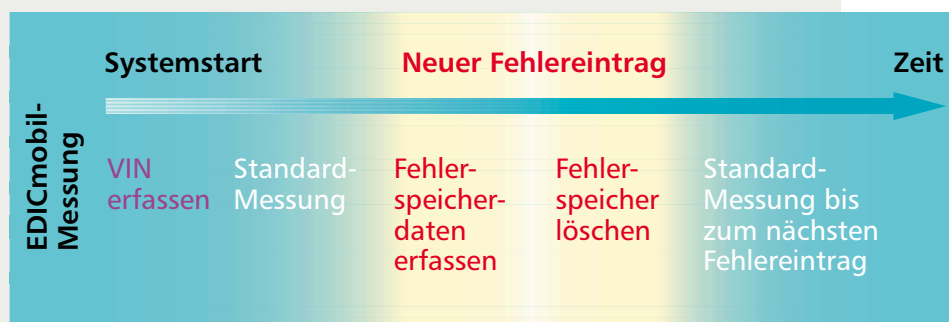 Systemstart
Neuer Fehlereintrag
Zeit
EDICmobil-
Messung
VIN
erfassen
Standard-
Messung
Fehler-
speicher-
daten
erfassen
Fehler-
speicher
löschen
Standard-
Messung bis
zum nächsten
Fehlereintrag